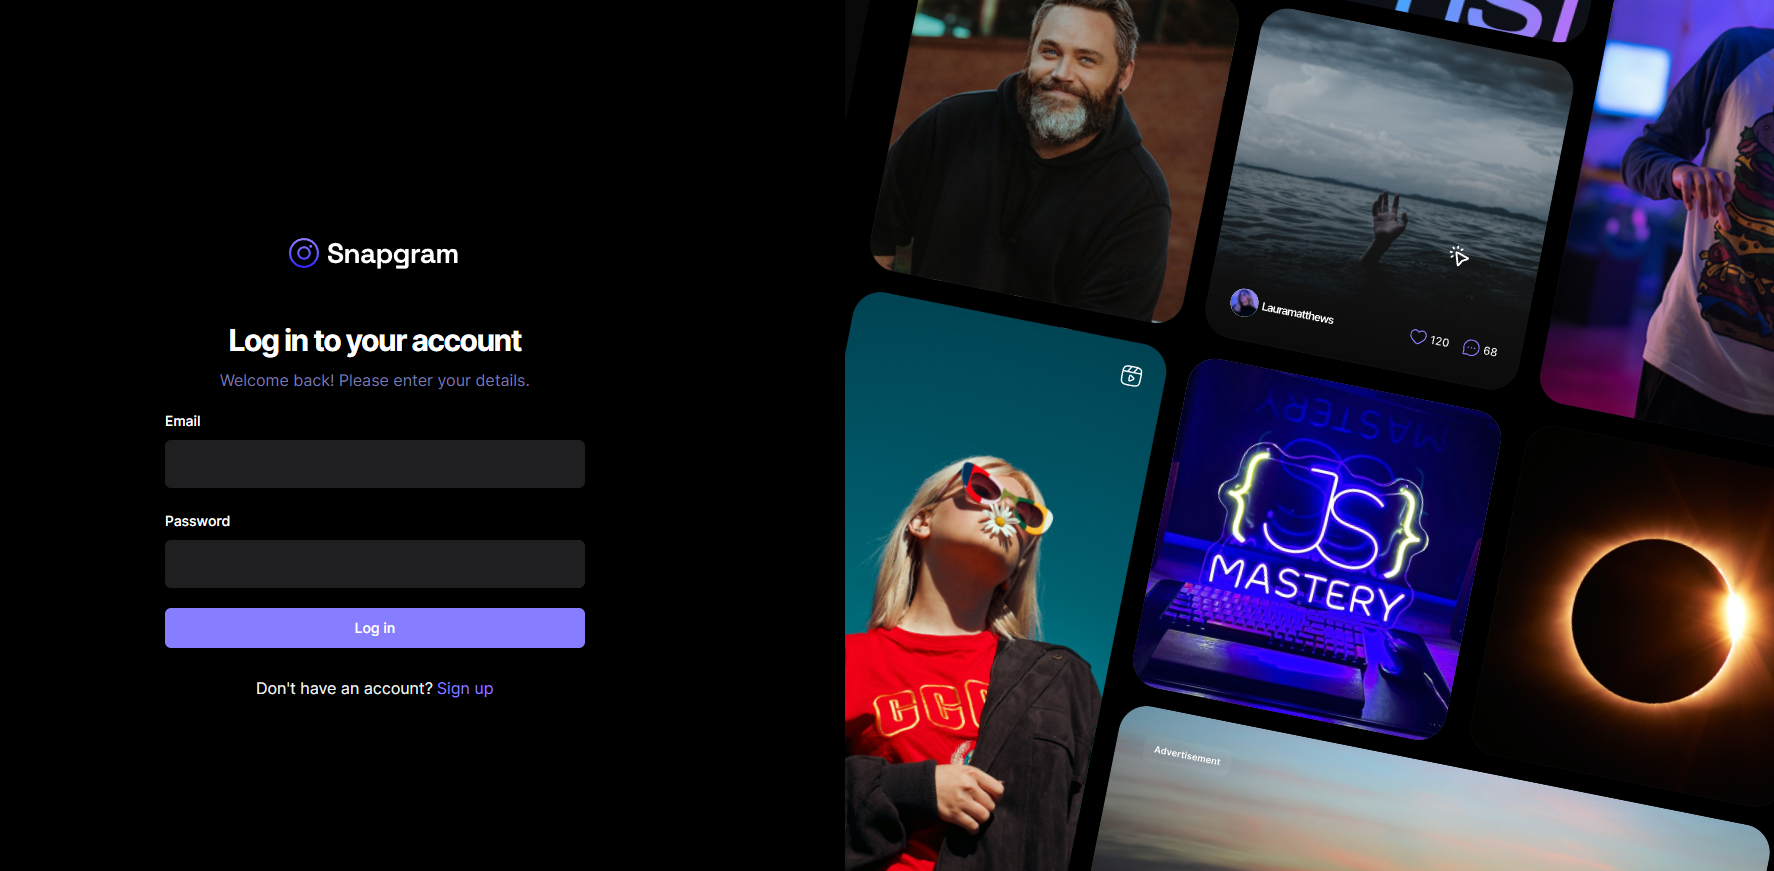 Snapgram
Log in to your account
Welcome back! Please enter your details.
Email
Password
Log in
Don't have an account? Sign up
Lauramatthews
120
68
JS
MASTERY
Advertisement